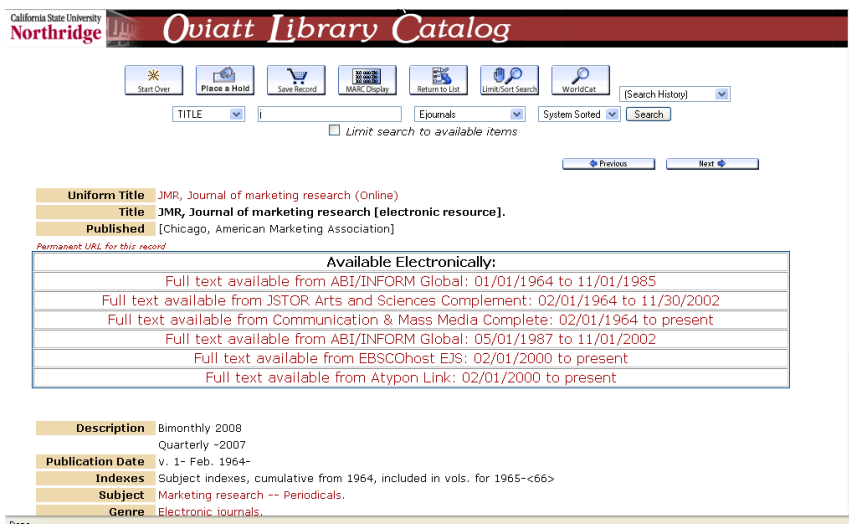 California State University
Northridge
Oviatt Library Catalog
Start Over
Place a Hold
Save Record
MARC Display
Return to List
Limit/Sort Search
WorldCat
(Search History)
TITLE
j
Ejournals
System Sorted
Search
Limit search to available items
Previous
Next
Uniform Title JMR, Journal of marketing research (Online)
Title JMR, Journal of marketing research [electronic resource].
Published [Chicago, American Marketing Association]
Permanent URL for this record
Available Electronically:
Full text available from ABI/INFORM Global: 01/01/1964 to 11/01/1985
Full text available from JSTOR Arts and Sciences Complement: 02/01/1964 to 11/30/2002
Full text available from Communication & Mass Media Complete: 02/01/1964 to present
Full text available from ABI/INFORM Global: 05/01/1987 to 11/01/2002
Full text available from EBSCOhost EJS: 02/01/2000 to present
Full text available from Atypon Link: 02/01/2000 to present
Description Bimonthly 2008
Quarterly -2007
Publication Date v. 1- Feb. 1964-
Indexes Subject indexes, cumulative from 1964, included in vols. for 1965-<66>
Subject Marketing research -- Periodicals.
Genre Electronic journals.